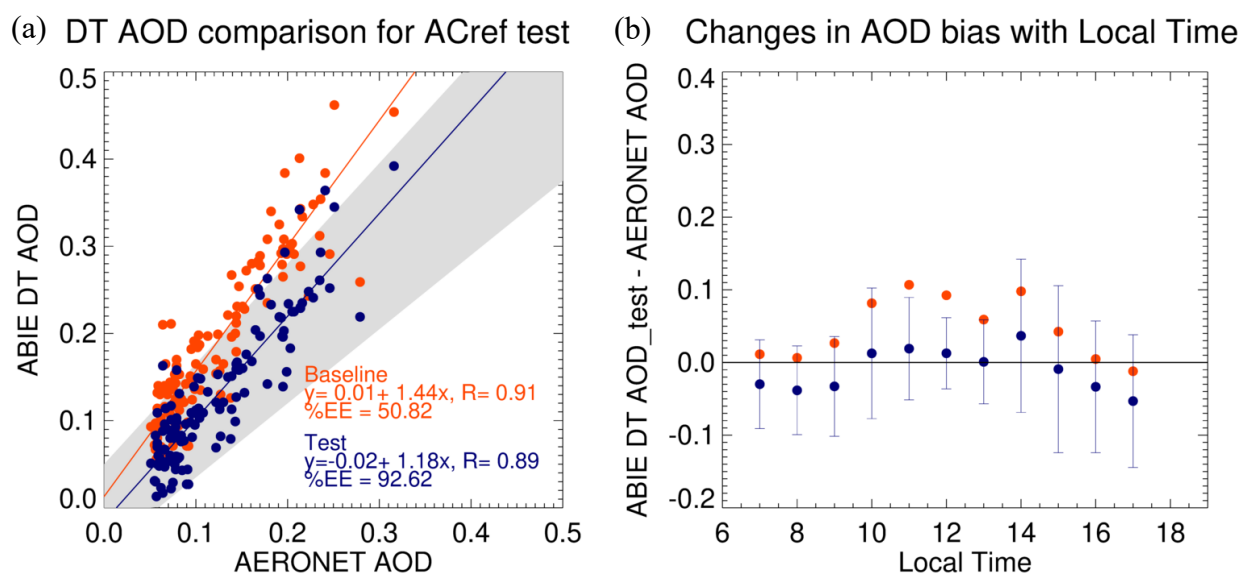 (a) DT AOD comparison for ACref test
0.5
0.4
0.3
0.2
0.1
0.0
ABIE DT AOD
Baseline
y= 0.01+ 1.44x, R= 0.91
%EE = 50.82
Test
y=-0.02+ 1.18x, R= 0.89
%EE = 92.62
0.0 0.1 0.2 0.3 0.4 0.5
AERONET AOD
(b) Changes in AOD bias with Local Time
0.4
0.3
0.2
0.1
0.0
-0.1
-0.2
ABIE DT AOD_test - AERONET AOD
6 8 10 12 14 16 18
Local Time